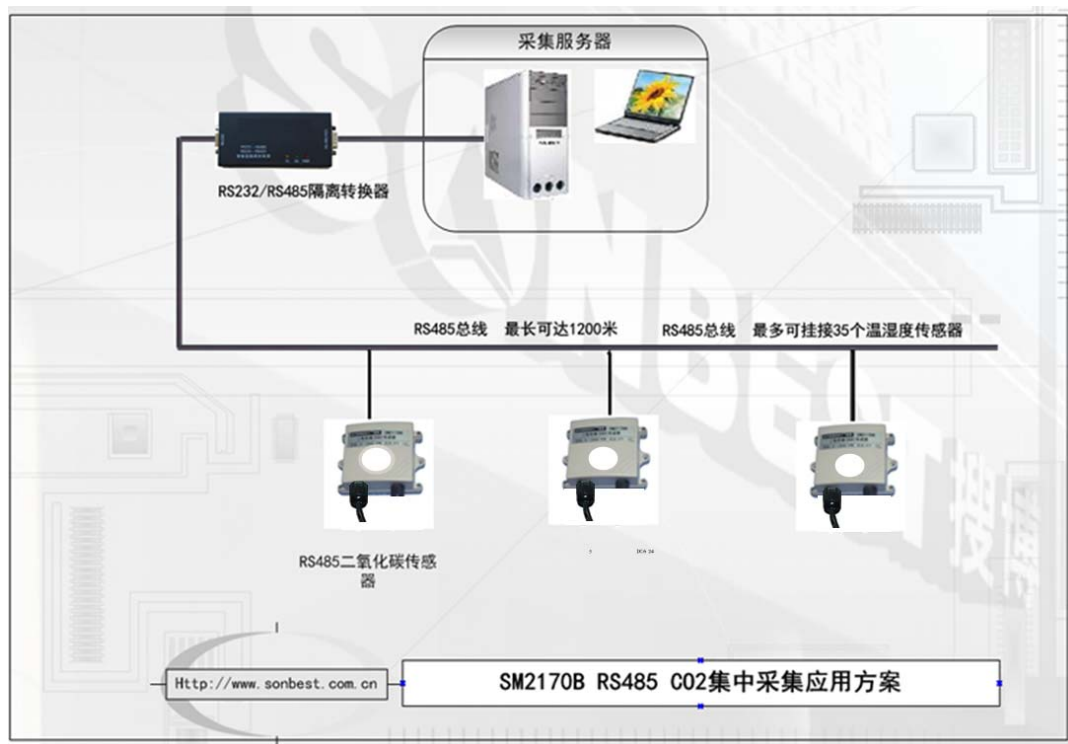 采集服务器
RS232/RS485隔离转换器
RS485总线 最长可达1200米 RS485总线 最多可挂接35个温湿度传感器
RS485二氧化碳传感
器
Http://www.sonbest.com.cn
SM2170B RS485 CO2集中采集应用方案
SONBEST